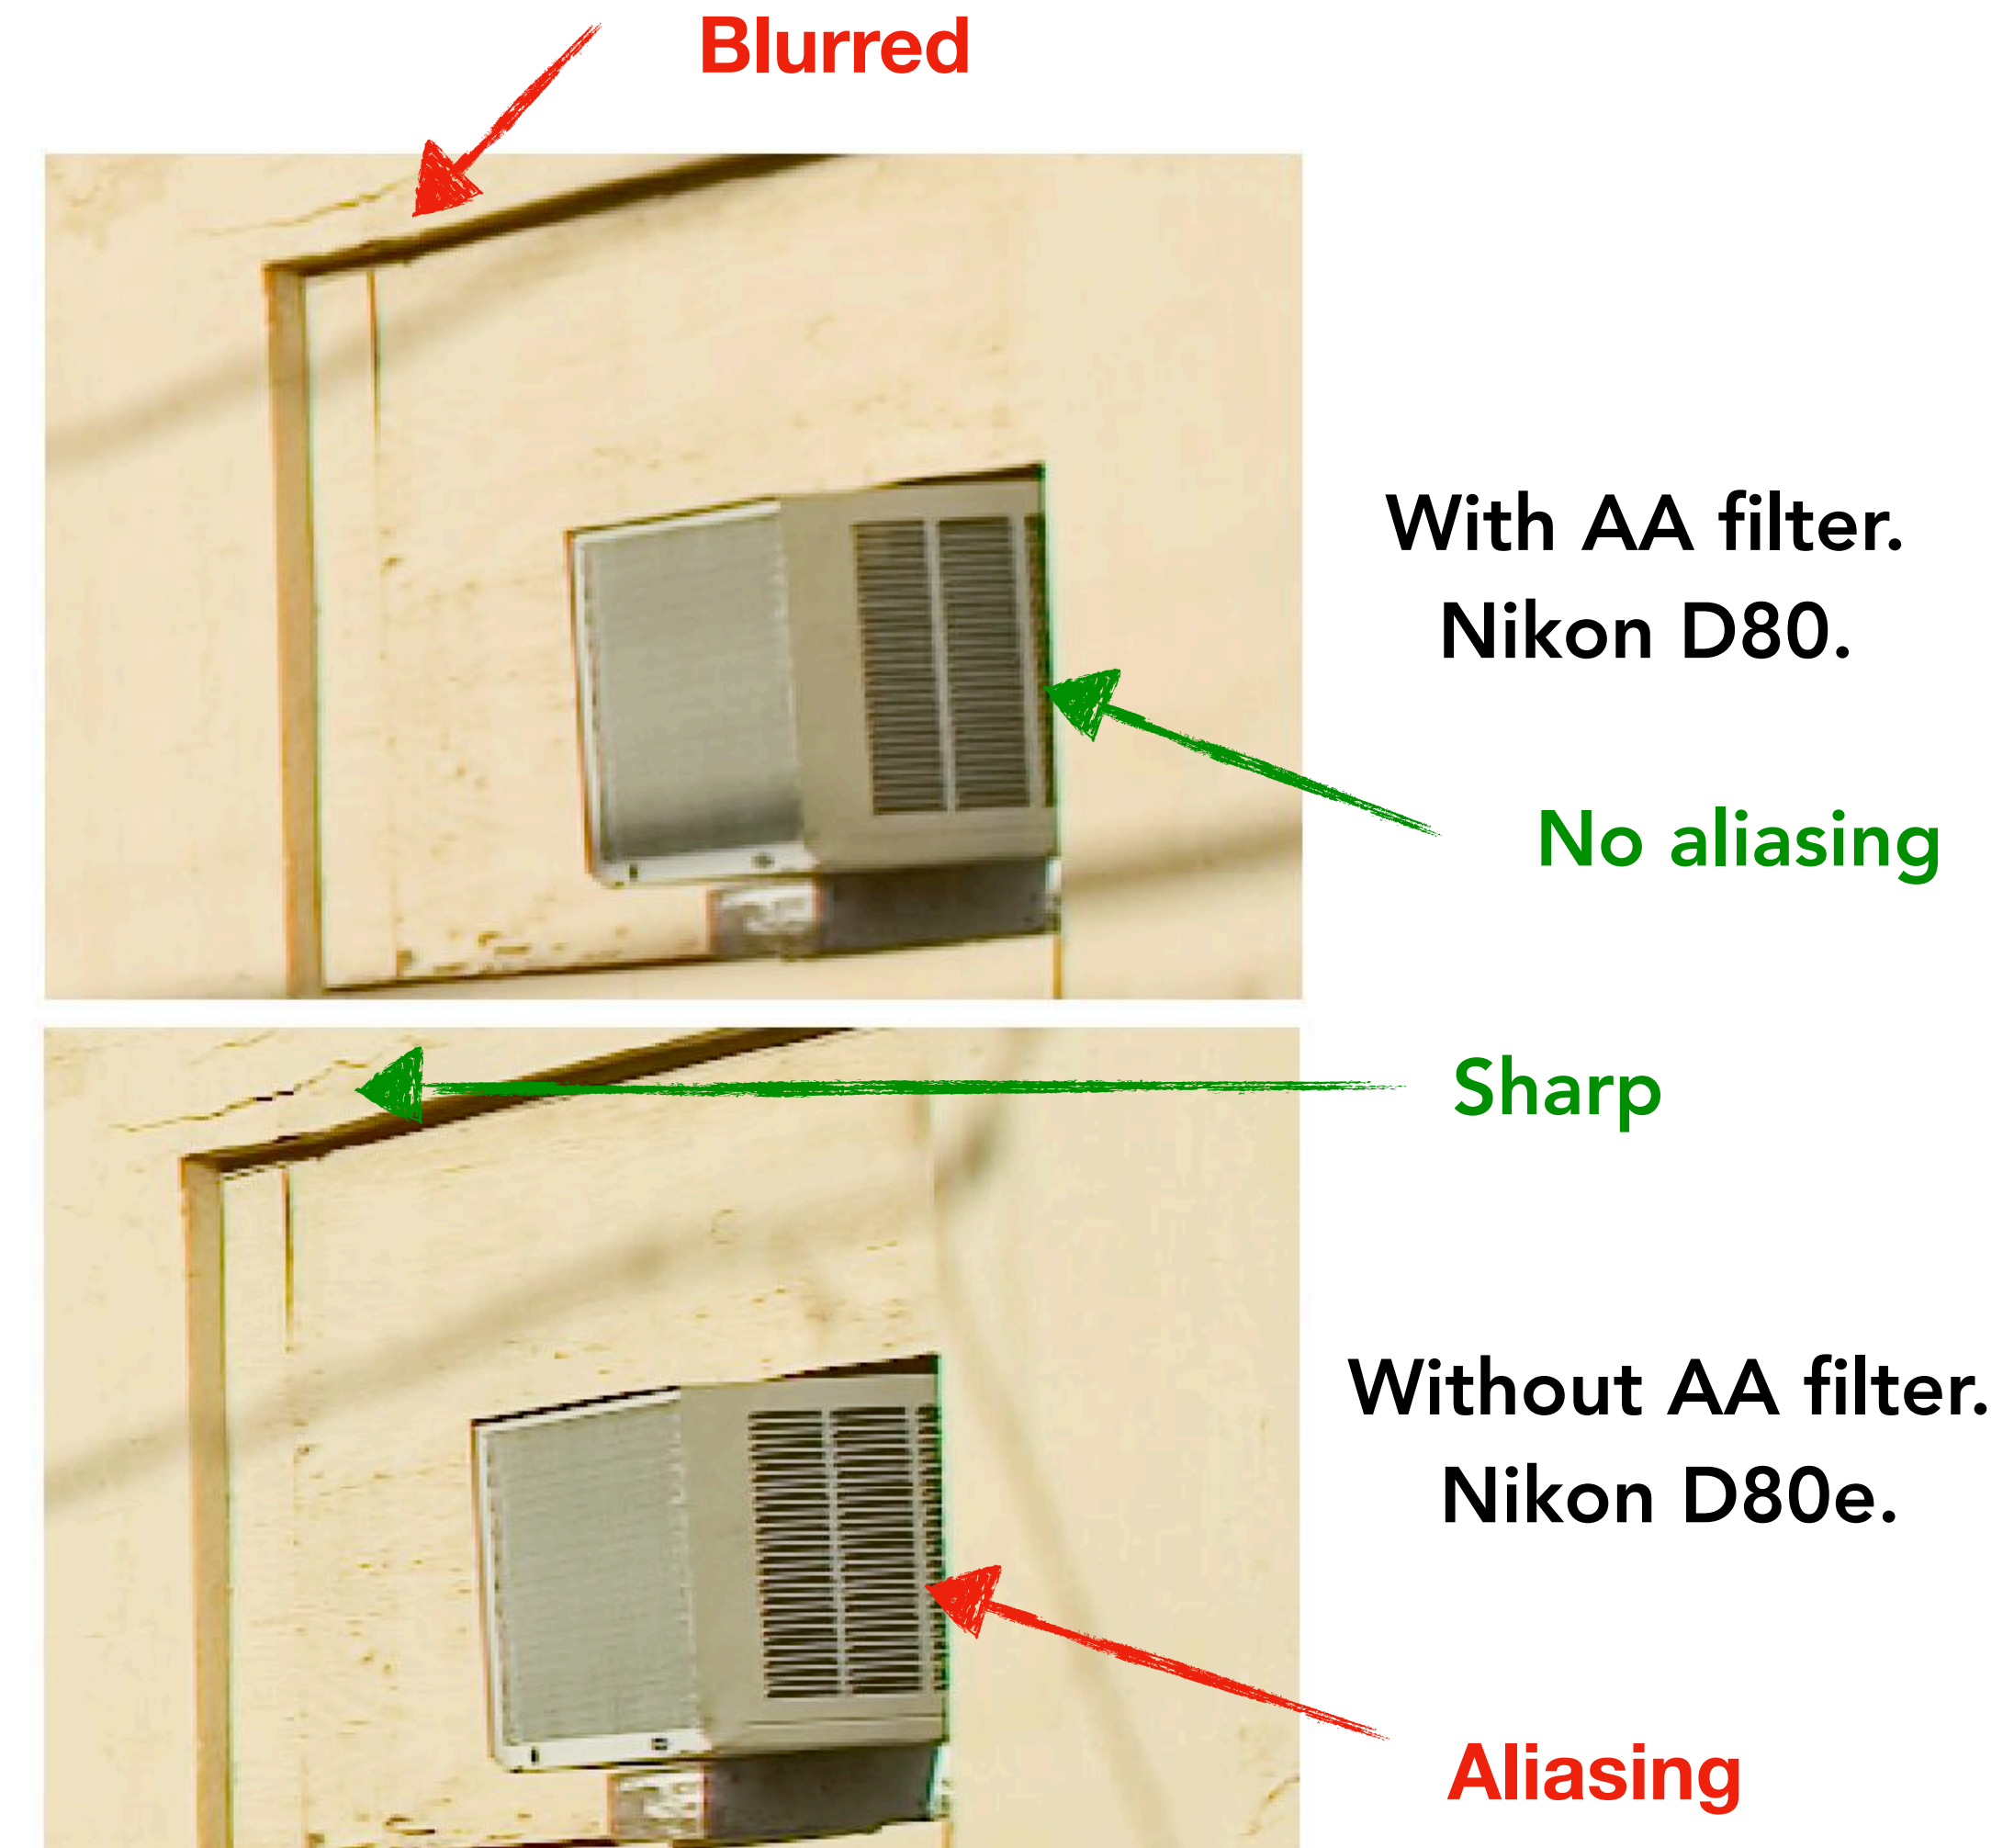 Blurred
With AA filter.
Nikon D80.
No aliasing
Sharp
Without AA filter.
Nikon D80e.
Aliasing